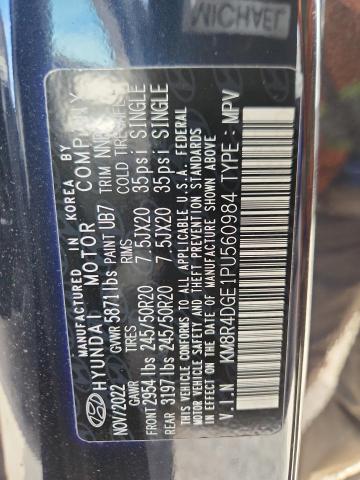 MICHAEL
MANUFACTURED IN KOREA BY
HYUNDAI MOTOR COMPANY
NOV/2022 GVWR 5871lbs PAINT UB7 TRIM NNB
GAWR TIRES RIMS COLD TIRE INFL.
FRONT 2954 lbs 245/50R20 7.5JX20 35psi SINGLE
REAR 3197 lbs 245/50R20 7.5JX20 35psi SINGLE
THIS VEHICLE CONFORMS TO ALL APPLICABLE U.S.A. FEDERAL
MOTOR VEHICLE SAFETY, BUMPER, AND THEFT PREVENTION STANDARDS
IN EFFECT ON THE DATE OF MANUFACTURE SHOWN ABOVE.
V.I.N KM8R4DGE1PU560984 TYPE: MPV